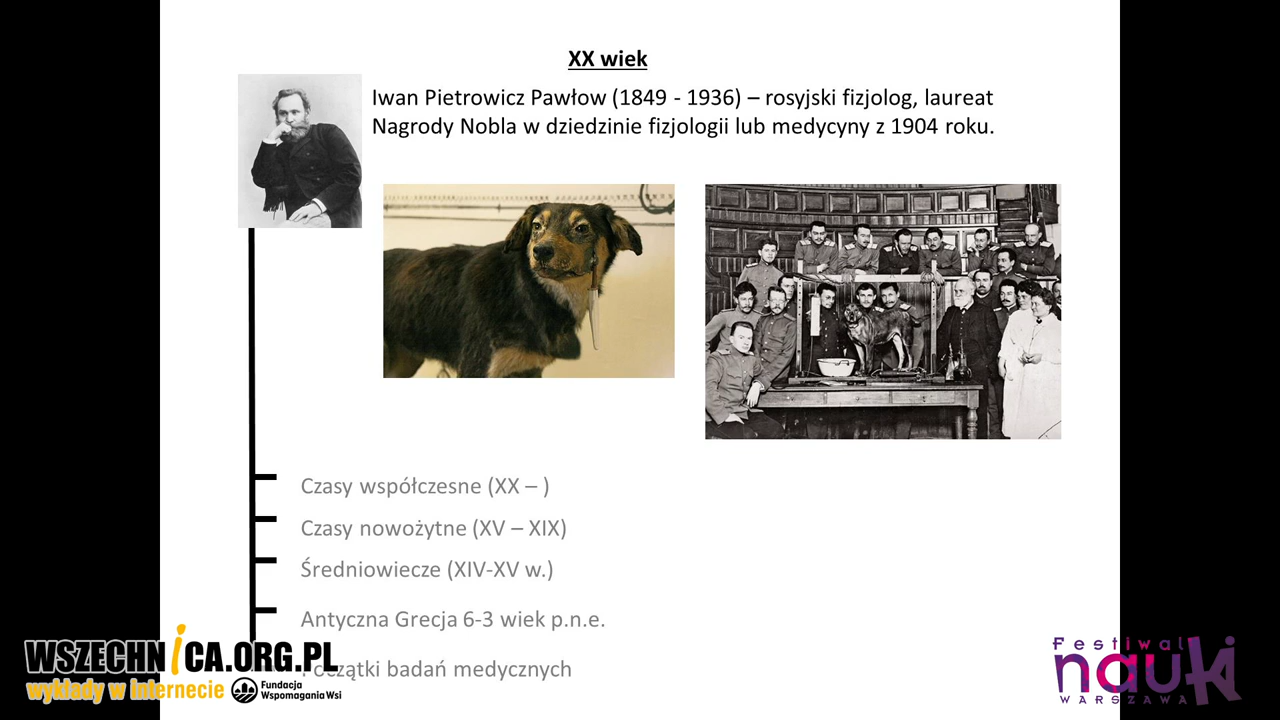 XX wiek
Iwan Pietrowicz Pawłow (1849 - 1936) – rosyjski fizjolog, laureat
Nagrody Nobla w dziedzinie fizjologii lub medycyny z 1904 roku.
Czasy współczesne (XX – )
Czasy nowożytne (XV – XIX)
Średniowiecze (XIV-XV w.)
Antyczna Grecja 6-3 wiek p.n.e.
Początki badań medycznych
WSZECHNiCA.ORG.PL
wykłady w internecie
Fundacja
Wspomagania Wsi
Festiwal
nauki
WARSZAWA